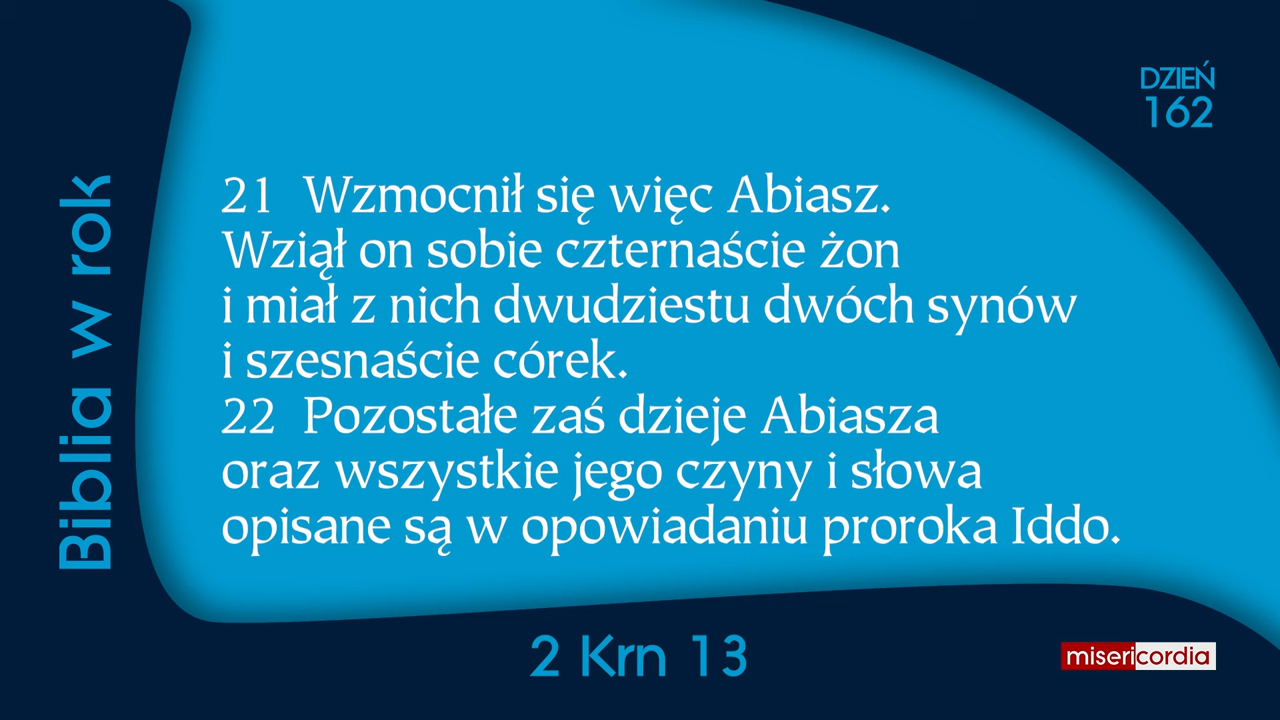 DZIEŃ
162
Biblia w rok
21 Wzmocnił się więc Abiasz.
Wziął on sobie czternaście żon
i miał z nich dwudziestu dwóch synów
i szesnaście córek.
22 Pozostałe zaś dzieje Abiasza
oraz wszystkie jego czyny i słowa
opisane są w opowiadaniu proroka Iddo.
2 Krn 13
misericordia